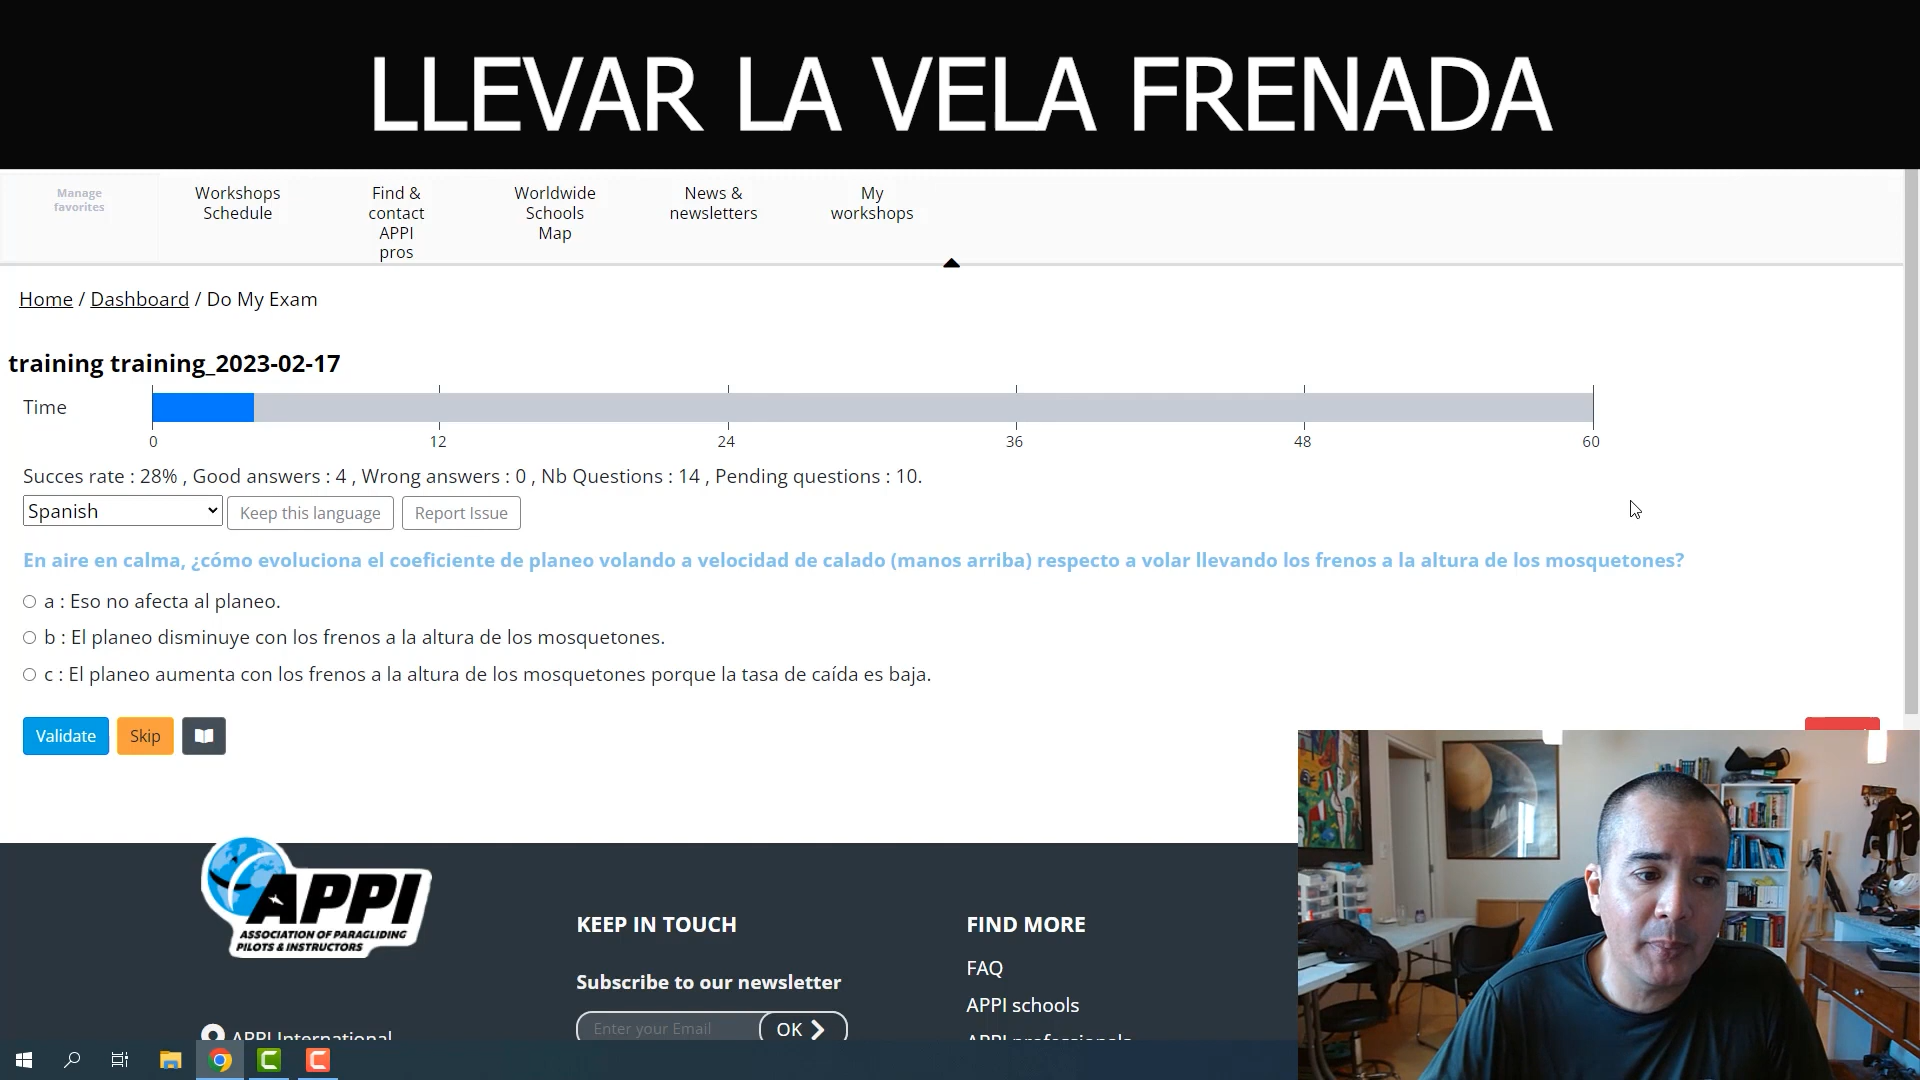 LLEVAR LA VELA FRENADA
Manage
favorites
Workshops
Schedule
Find &
contact
APPI
pros
Worldwide
Schools
Map
News &
newsletters
My
workshops
Home / Dashboard / Do My Exam
training training_2023-02-17
Time
0 12 24 36 48 60
Succes rate : 28% , Good answers : 4 , Wrong answers : 0 , Nb Questions : 14 , Pending questions : 10.
Spanish Keep this language Report Issue
En aire en calma, ¿cómo evoluciona el coeficiente de planeo volando a velocidad de calado (manos arriba) respecto a volar llevando los frenos a la altura de los mosquetones?
a : Eso no afecta al planeo.
b : El planeo disminuye con los frenos a la altura de los mosquetones.
c : El planeo aumenta con los frenos a la altura de los mosquetones porque la tasa de caída es baja.
Validate Skip
APPI
ASSOCIATION OF PARAGLIDING
PILOTS & INSTRUCTORS
APPI International
KEEP IN TOUCH
Subscribe to our newsletter
Enter your Email OK
FIND MORE
FAQ
APPI schools
APPI professionals